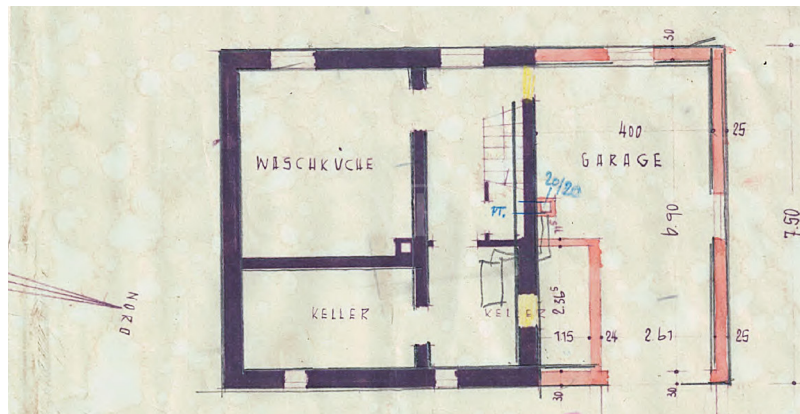 30
400
25
WASCHKÜCHE
GARAGE
20/20
PT.
6.90
7.50
11⁵
NORD
KELLER
KELLER
2.36⁵
1.15
24
2.61
25
30
30